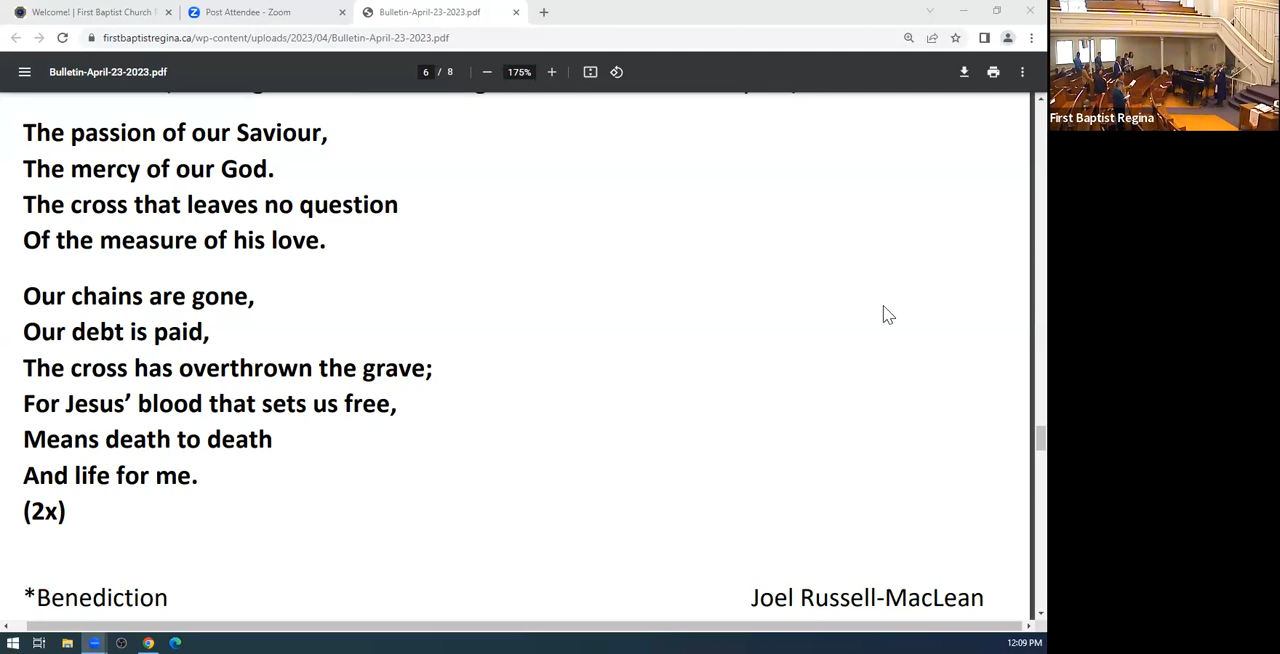 Welcome! | First Baptist Church
Post Attendee - Zoom
Bulletin-April-23-2023.pdf
firstbaptistregina.ca/wp-content/uploads/2023/04/Bulletin-April-23-2023.pdf
Bulletin-April-23-2023.pdf
6 / 8
175%
First Baptist Regina
The passion of our Saviour,
The mercy of our God.
The cross that leaves no question
Of the measure of his love.
Our chains are gone,
Our debt is paid,
The cross has overthrown the grave;
For Jesus’ blood that sets us free,
Means death to death
And life for me.
(2x)
*Benediction
Joel Russell-MacLean
12:09 PM